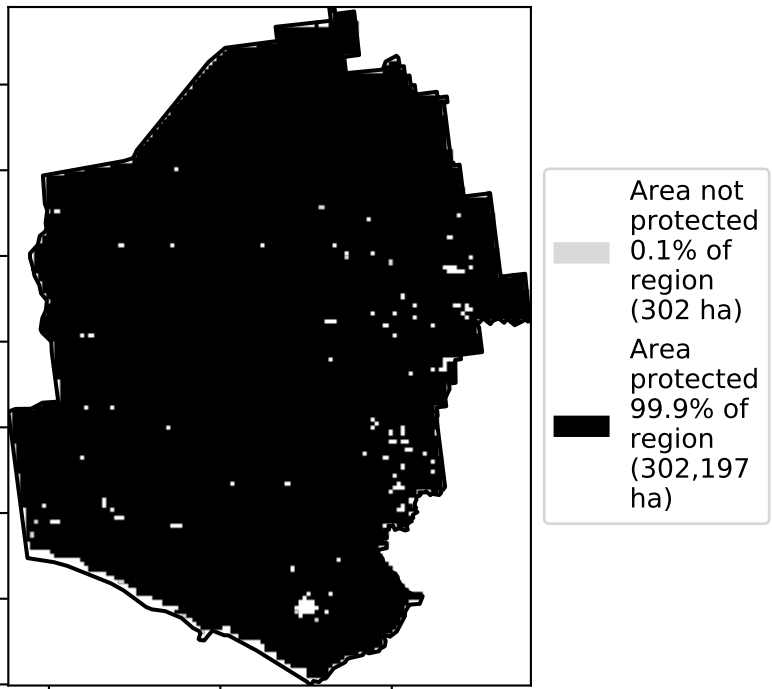 Area not
protected
0.1% of
region
(302 ha)
Area
protected
99.9% of
region
(302,197
ha)